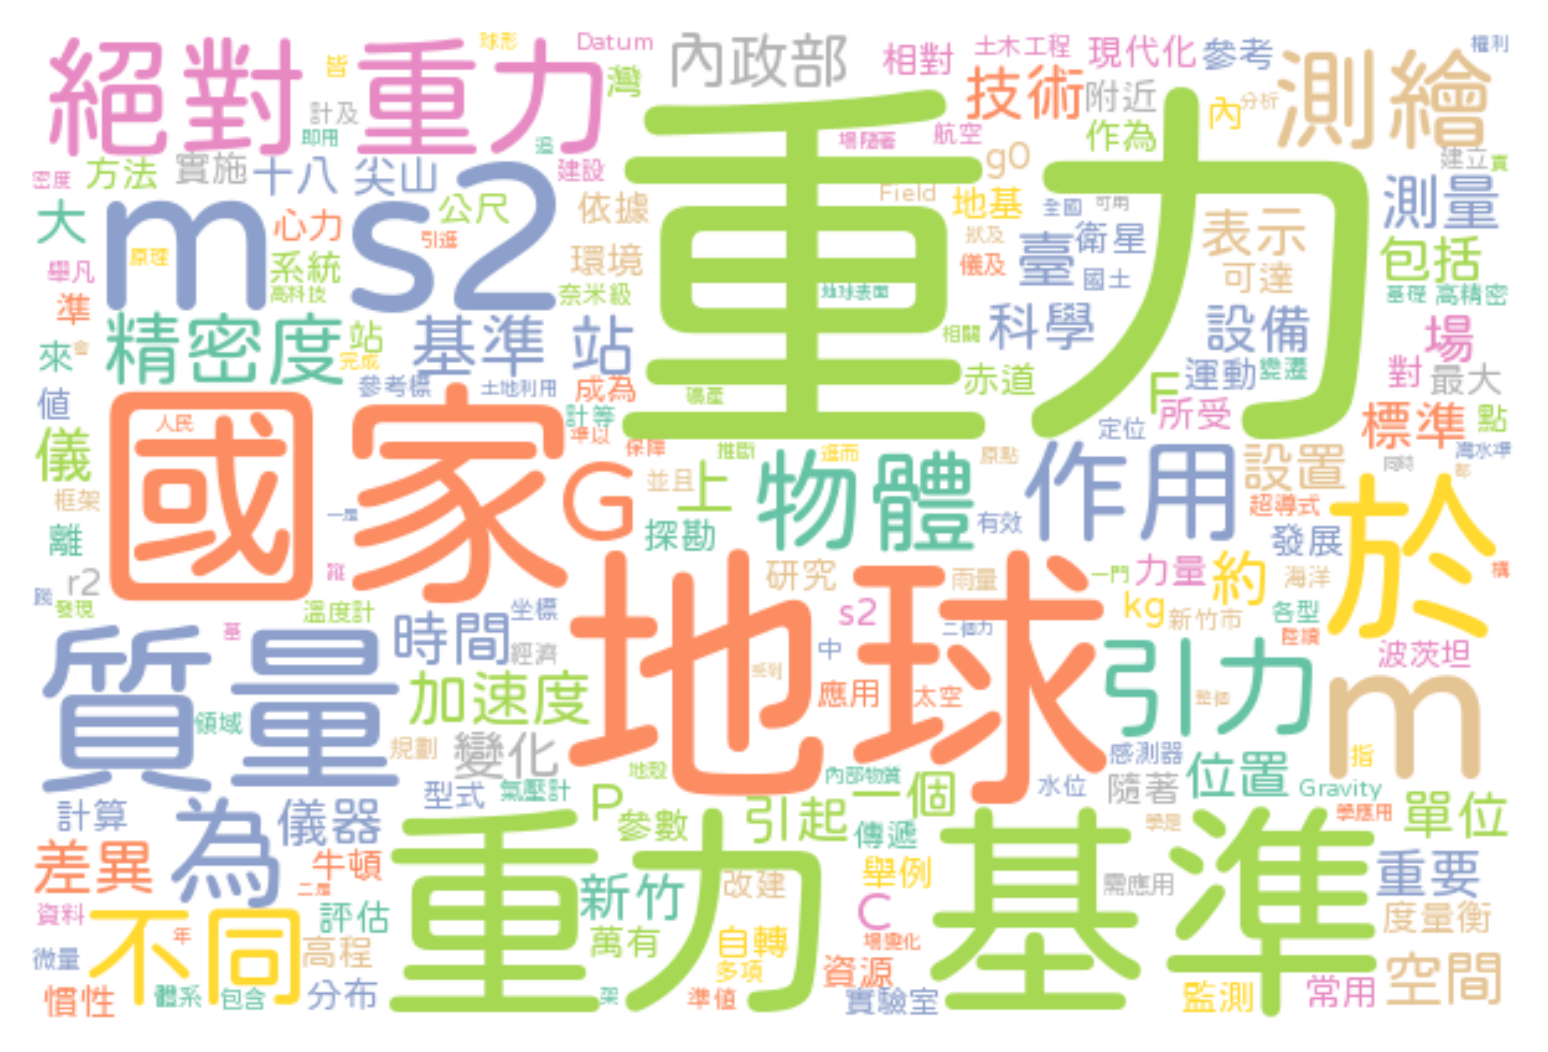 絕對重力
球形
Datum
內政部
相對
土木工程
現代化
參考
權利
皆
灣
技術
附近
測繪
計及
即用
重力
場隨著
航空
作為
內
分析
密度
方法
實施
十八
尖山
建設
g0
建立
大
m
s2
公尺
依據
Field
地基
全國
可用
測量
心力
引進
原理
環境
狀及
臺
衛星
表示
包括
舉凡
系統
高科技
奈米級
地球表面
儀及
國土
可達
基礎
高精密
準
精密度
站
完成
基準
站
相關
科學
設備
場
來
會
參考標
土地利用
成為
礦產
赤道
F
運動
變遷
對
最大
值
國家
人民
計等
準以
保障
推斷
進而
原點
所受
定位
標準
點
儀
G
並且
上
物體
作用
設置
同時
灣水準
框架
一是
探勘
有效
超導式
於
離
r2
發現
溫度計
時間
坐標
經濟
地球
研究
雨量
s2
一門
力量
約
發展
海洋
kg
新竹市
各型
陸續
構
基
質量
領域
加速度
中
二個力
引力
整個
波茨坦
m
應用
太空
規劃
變化
地殼
內部物質
感測器
位置
指
型式
氣壓計
P
參數
引起
一個
水位
隨著
Gravity
計算
為
儀器
傳遞
學是
學應用
單位
差異
牛頓
二是
重力基準
新竹
改建
舉例
需應用
重要
資料
不同
年
評估
萬有
自轉
C
場變化
度量衡
微量
高程
多項
資源
空間
慣性
體系
包含
分布
架
準值
實驗室
監測
常用